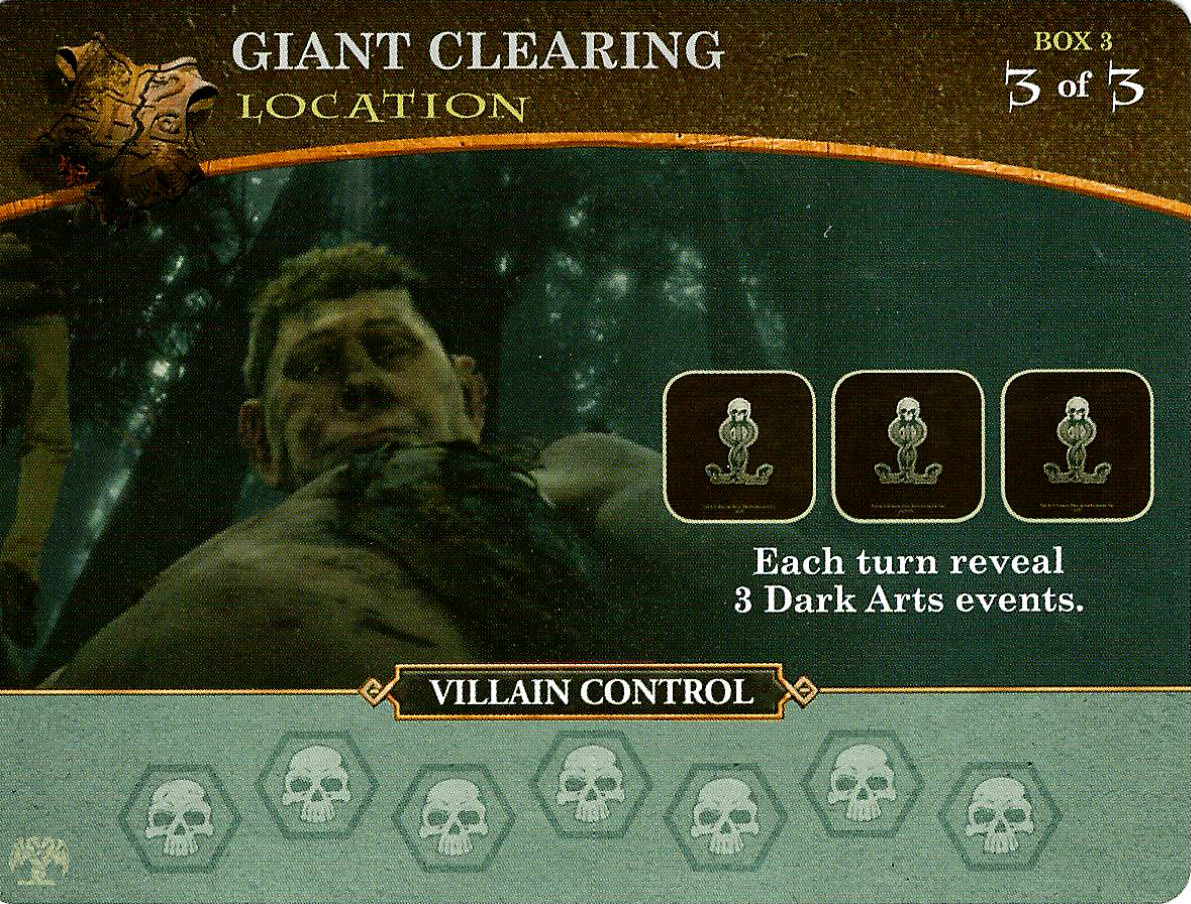 GIANT CLEARING
LOCATION
BOX 3
3 of 3
Each turn reveal
3 Dark Arts events.
VILLAIN CONTROL